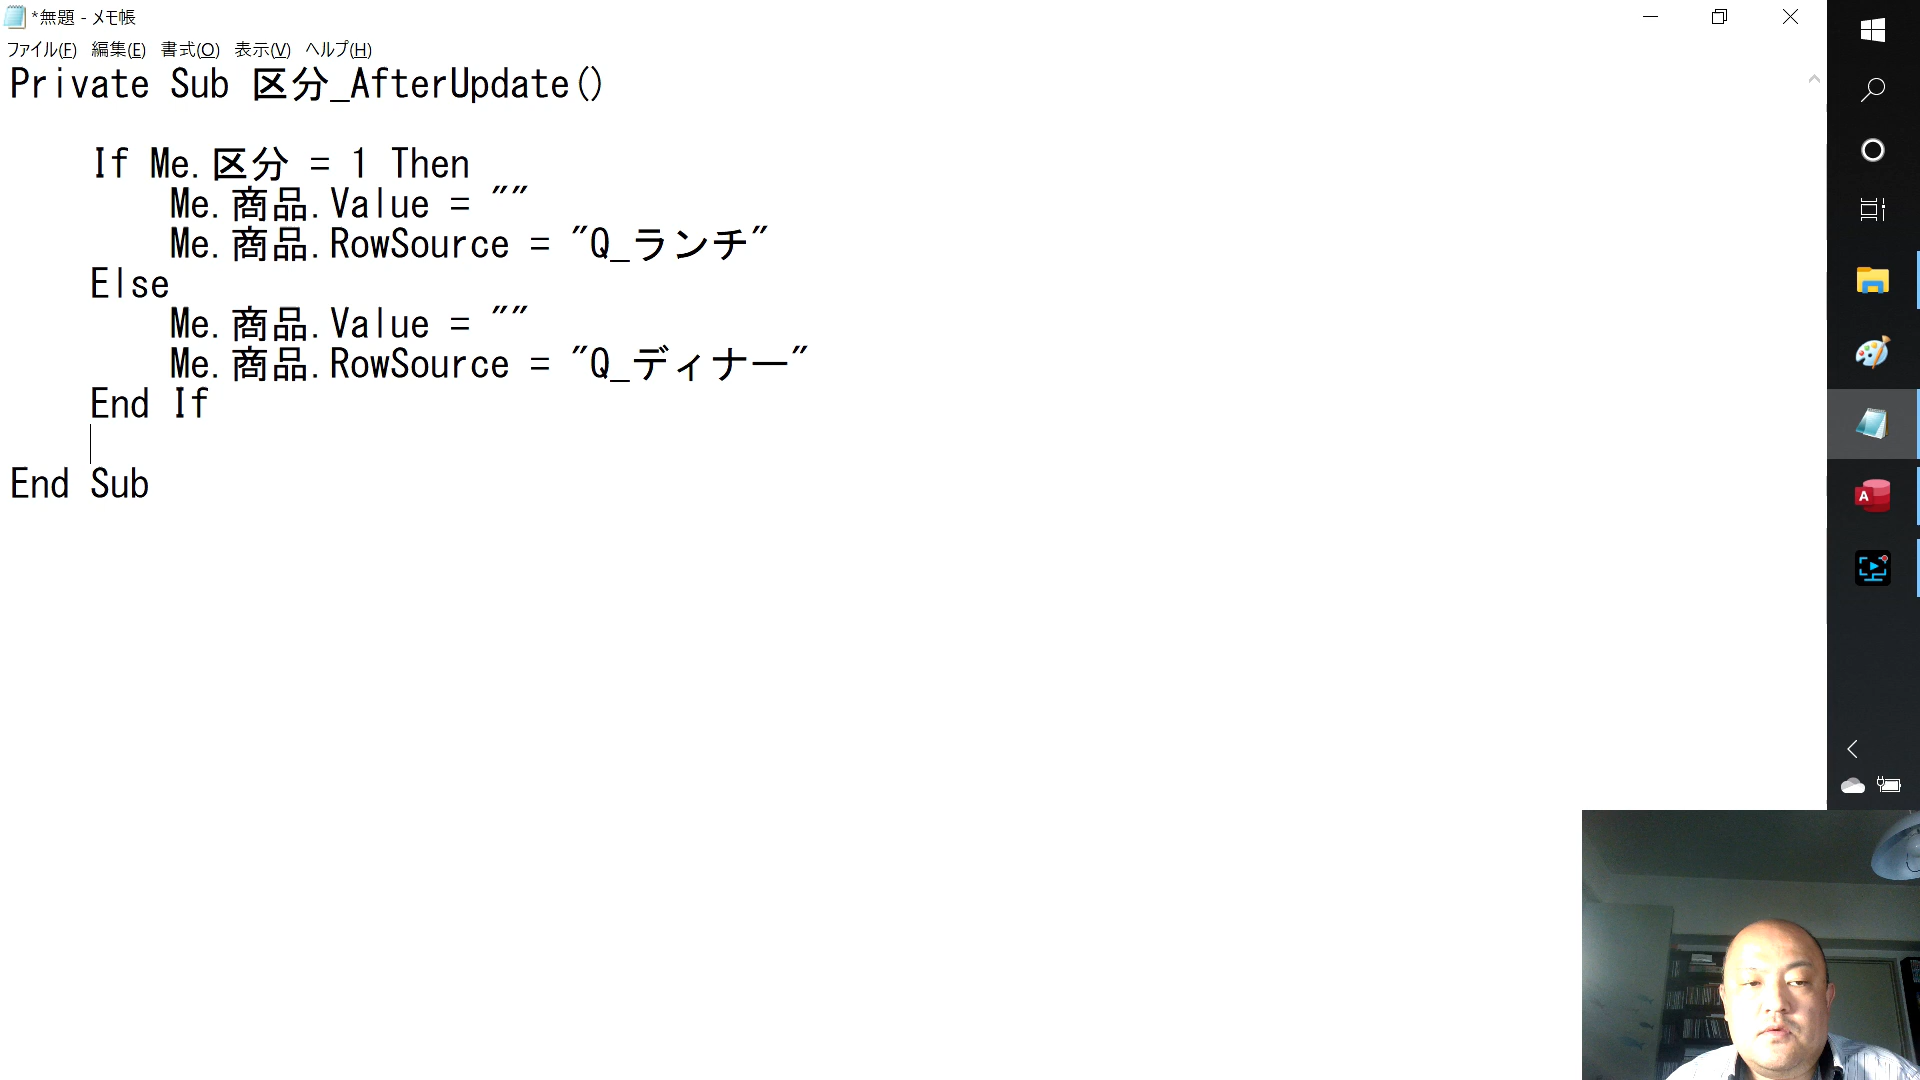 *無題 - メモ帳
ファイル(F) 編集(E) 書式(O) 表示(V) ヘルプ(H)
Private Sub 区分_AfterUpdate()
If Me.区分 = 1 Then
Me.商品.Value = ""
Me.商品.RowSource = "Q_ランチ"
Else
Me.商品.Value = ""
Me.商品.RowSource = "Q_ディナー"
End If
End Sub
A